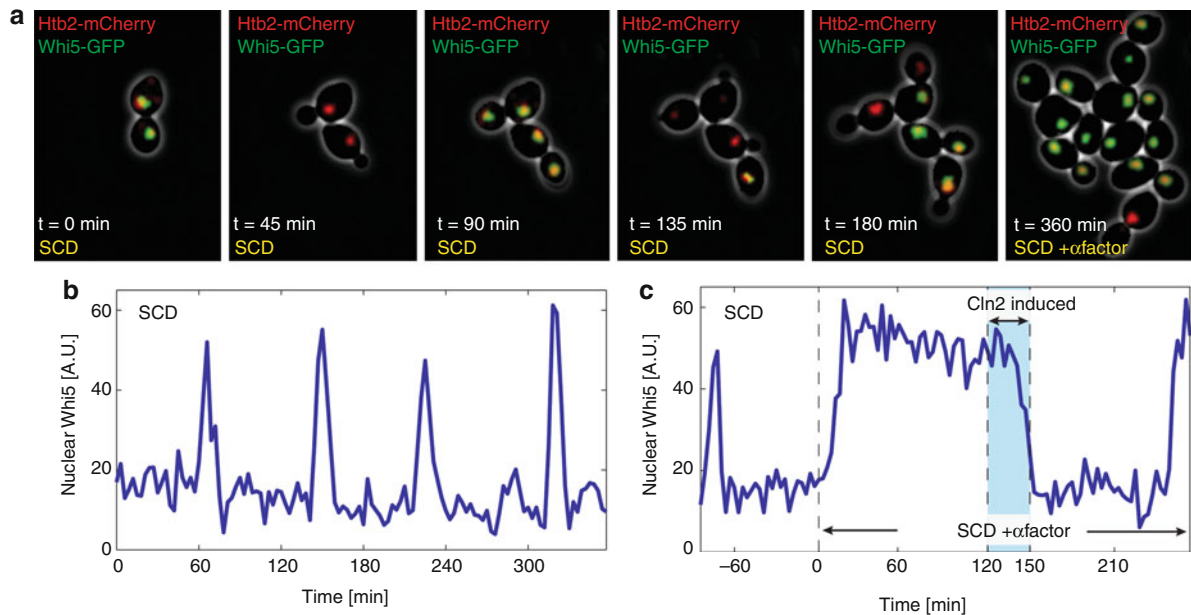 a
Htb2-mCherry
Whi5-GFP
t = 0 min
SCD
Htb2-mCherry
Whi5-GFP
t = 45 min
SCD
Htb2-mCherry
Whi5-GFP
t = 90 min
SCD
Htb2-mCherry
Whi5-GFP
t = 135 min
SCD
Htb2-mCherry
Whi5-GFP
t = 180 min
SCD
Htb2-mCherry
Whi5-GFP
t = 360 min
SCD +αfactor
b
SCD
Nuclear Whi5 [A.U.]
60
40
20
0
0 60 120 180 240 300
Time [min]
c
SCD
Cln2 induced
Nuclear Whi5 [A.U.]
60
40
20
0
SCD +αfactor
–60 0 60 120 150 210
Time [min]